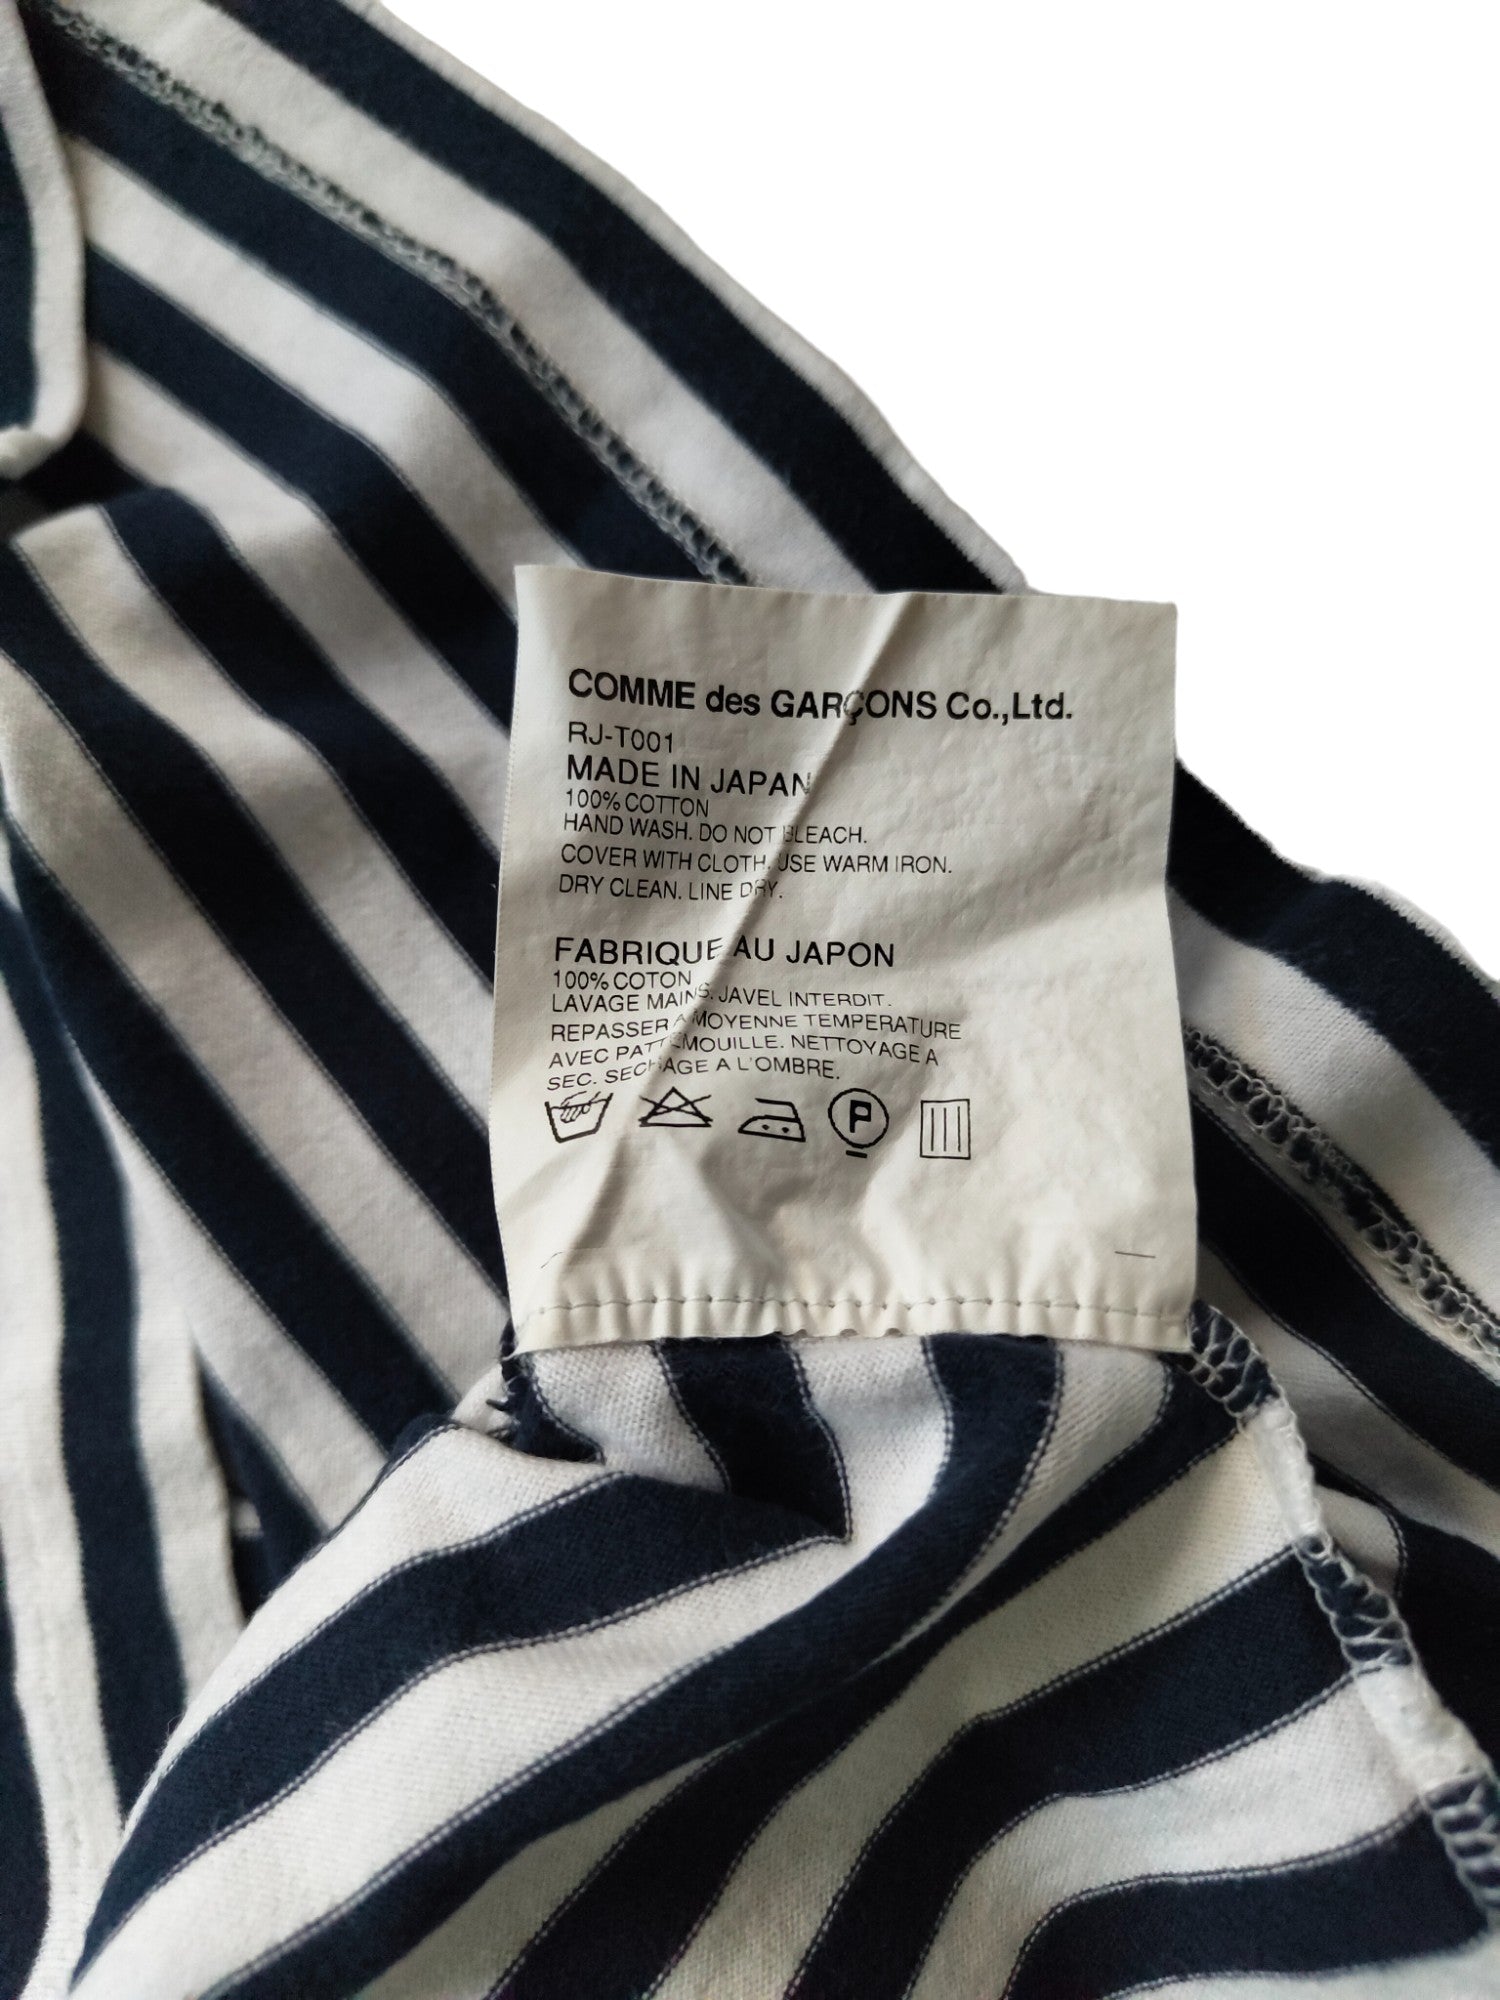 COMME des GARÇONS Co.,Ltd.
RJ-T001
MADE IN JAPAN
100% COTTON
HAND WASH. DO NOT BLEACH.
COVER WITH CLOTH. USE WARM IRON.
DRY CLEAN. LINE DRY.
FABRIQUE AU JAPON
100% COTON
LAVAGE MAINS. JAVEL INTERDIT.
REPASSER A MOYENNE TEMPERATURE
AVEC PATTEMOUILLE. NETTOYAGE A
SEC. SECHAGE A L'OMBRE.
P